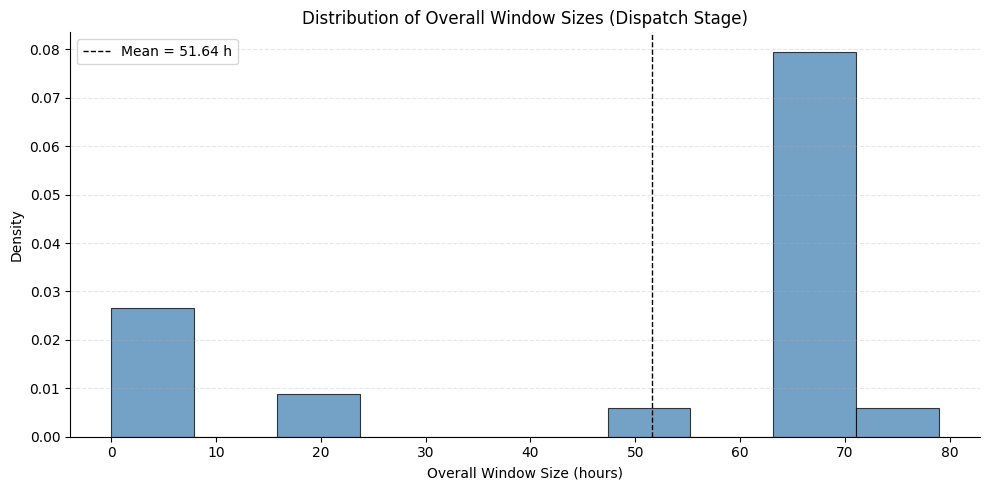 Distribution of Overall Window Sizes (Dispatch Stage)
Mean = 51.64 h
Density
0.08
0.07
0.06
0.05
0.04
0.03
0.02
0.01
0.00
0 10 20 30 40 50 60 70 80
Overall Window Size (hours)